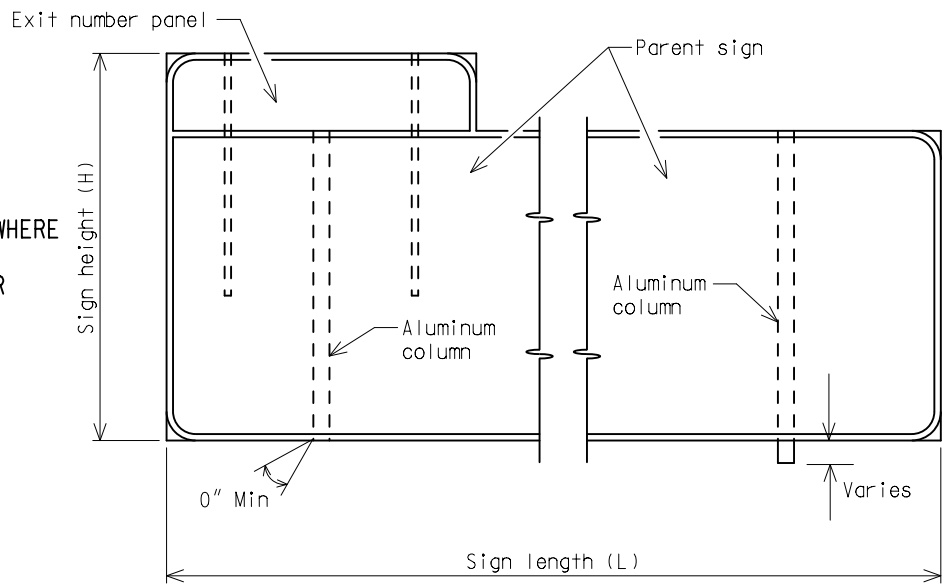 Exit number panel
Parent sign
WHERE
R
Sign height (H)
Aluminum
column
Aluminum
column
0" Min
Varies
Sign length (L)